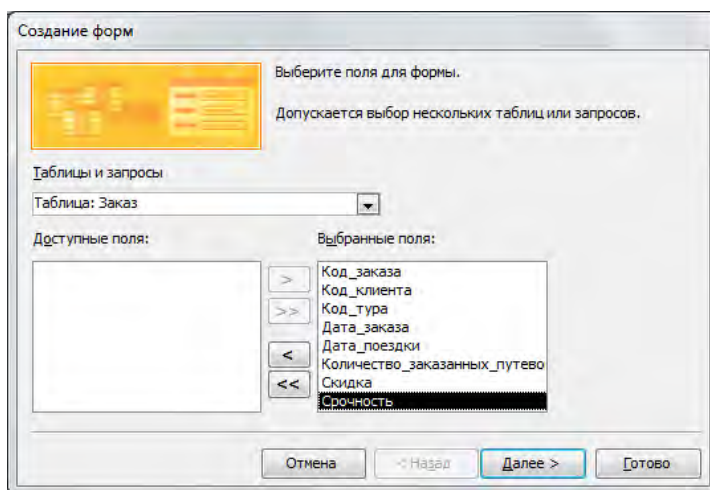 Создание форм
Выберите поля для формы.
Допускается выбор нескольких таблиц или запросов.
Таблицы и запросы
Таблица: Заказ
Доступные поля:
Выбранные поля:
>
>>
<
<<
Код_заказа
Код_клиента
Код_тура
Дата_заказа
Дата_поездки
Количество_заказанных_путево
Скидка
Срочность
Отмена
< Назад
Далее >
Готово